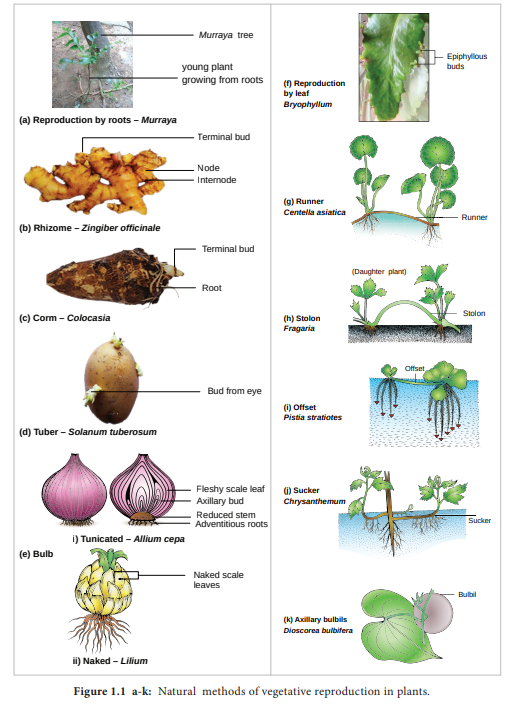 Murraya tree
young plant
growing from roots
(a) Reproduction by roots – Murraya
Terminal bud
Node
Internode
(b) Rhizome – Zingiber officinale
Terminal bud
Root
(c) Corm – Colocasia
Bud from eye
(d) Tuber – Solanum tuberosum
Fleshy scale leaf
Axillary bud
Reduced stem
Adventitious roots
i) Tunicated – Allium cepa
(e) Bulb
Naked scale
leaves
ii) Naked – Lilium
Epiphyllous
buds
(f) Reproduction
by leaf
Bryophyllum
(g) Runner
Centella asiatica
Runner
(Daughter plant)
Stolon
(h) Stolon
Fragaria
Offset
(i) Offset
Pistia stratiotes
(j) Sucker
Chrysanthemum
Sucker
Bulbil
(k) Axillary bulbils
Dioscorea bulbifera
Figure 1.1 a-k: Natural methods of vegetative reproduction in plants.